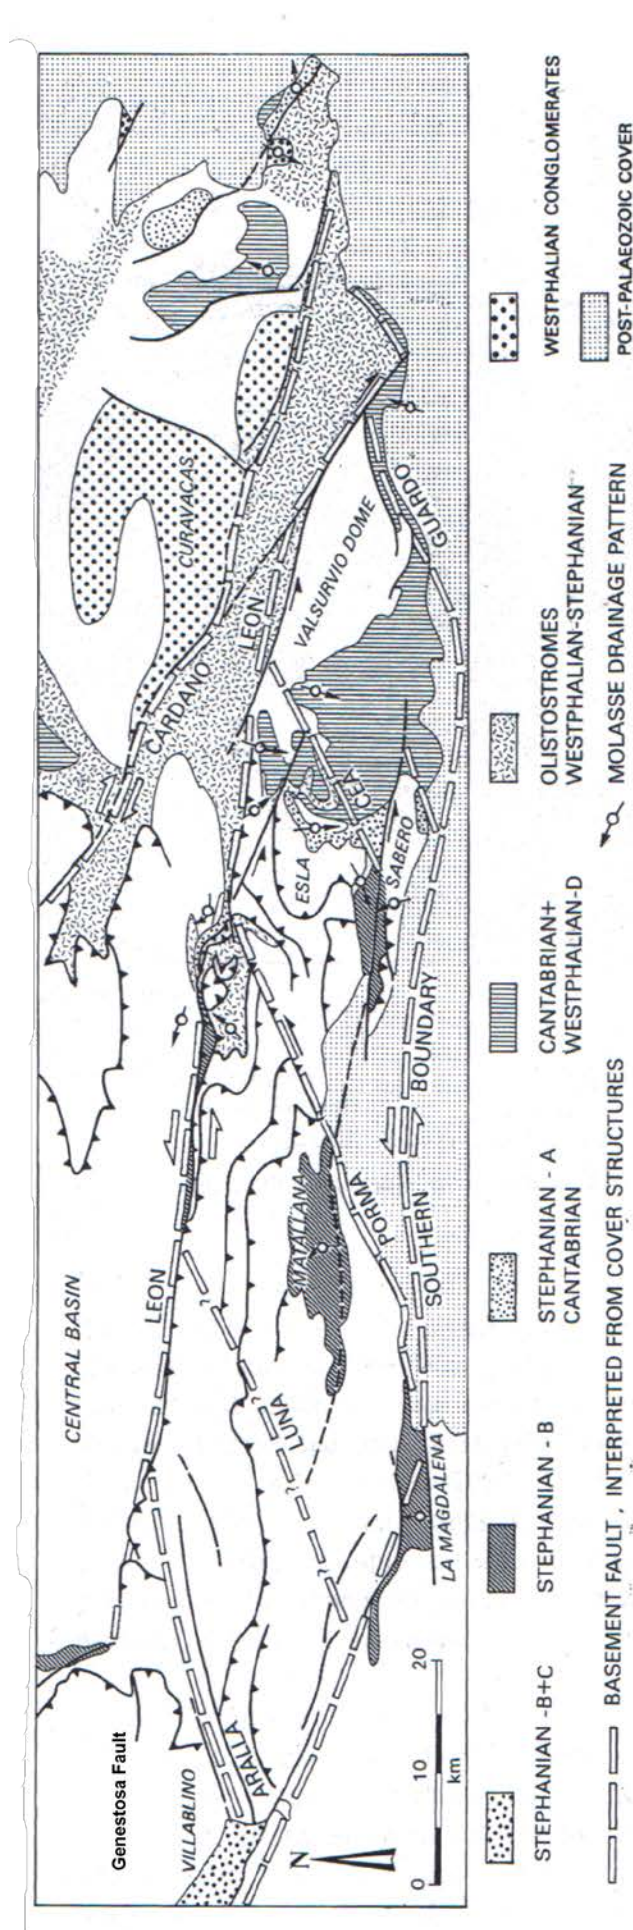 CENTRAL BASIN
Genestosa Fault
VILLABLINO
ARALLA
LEON
LUNA
MATALLANA
PORMA
SOUTHERN
BOUNDARY
LA MAGDALENA
ESLA
CEA
SABERO
CARDANO
LEON
CURAVACAS
VALSURVIO DOME
GUARDO
N
0 10 20
km
? ? ? ?
STEPHANIAN -B+C
STEPHANIAN - B
STEPHANIAN - A
CANTABRIAN
CANTABRIAN+
WESTPHALIAN-D
OLISTOSTROMES
WESTPHALIAN-STEPHANIAN
WESTPHALIAN CONGLOMERATES
POST-PALAEOZOIC COVER
BASEMENT FAULT , INTERPRETED FROM COVER STRUCTURES
MOLASSE DRAINAGE PATTERN